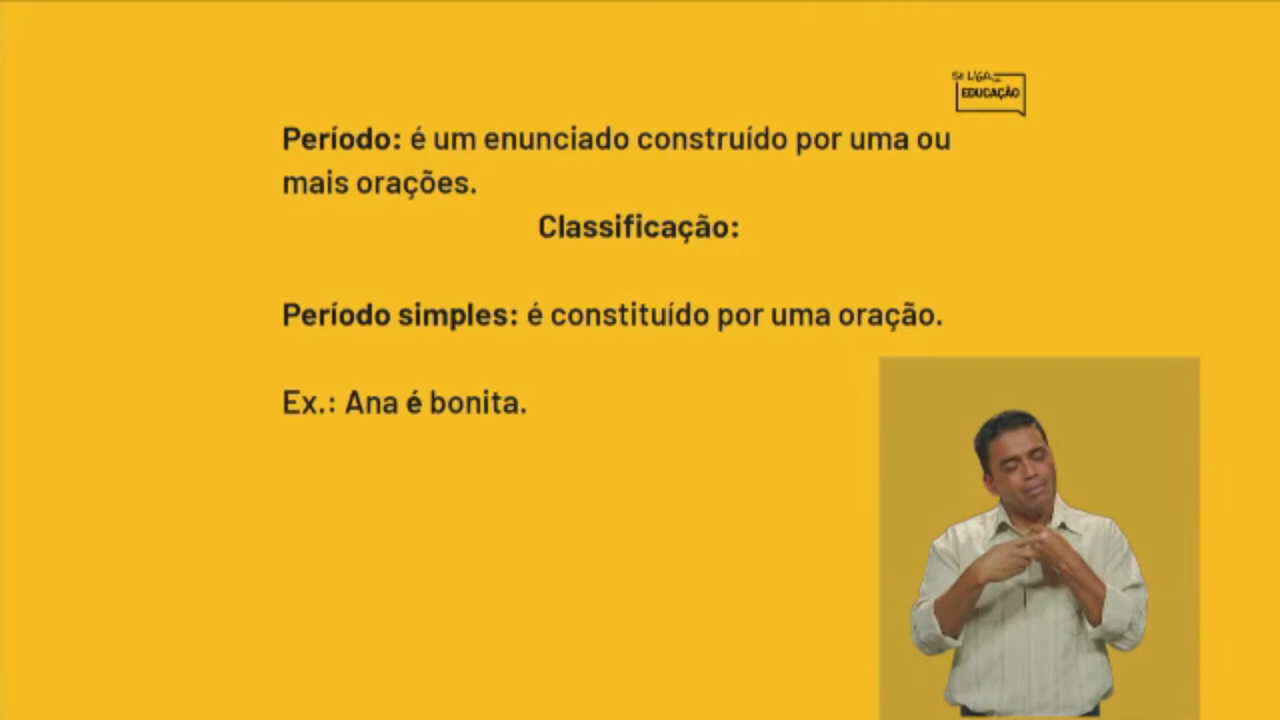 SE LIGA NA
EDUCAÇÃO
Período: é um enunciado construído por uma ou
mais orações.
Classificação:
Período simples: é constituído por uma oração.
Ex.: Ana é bonita.